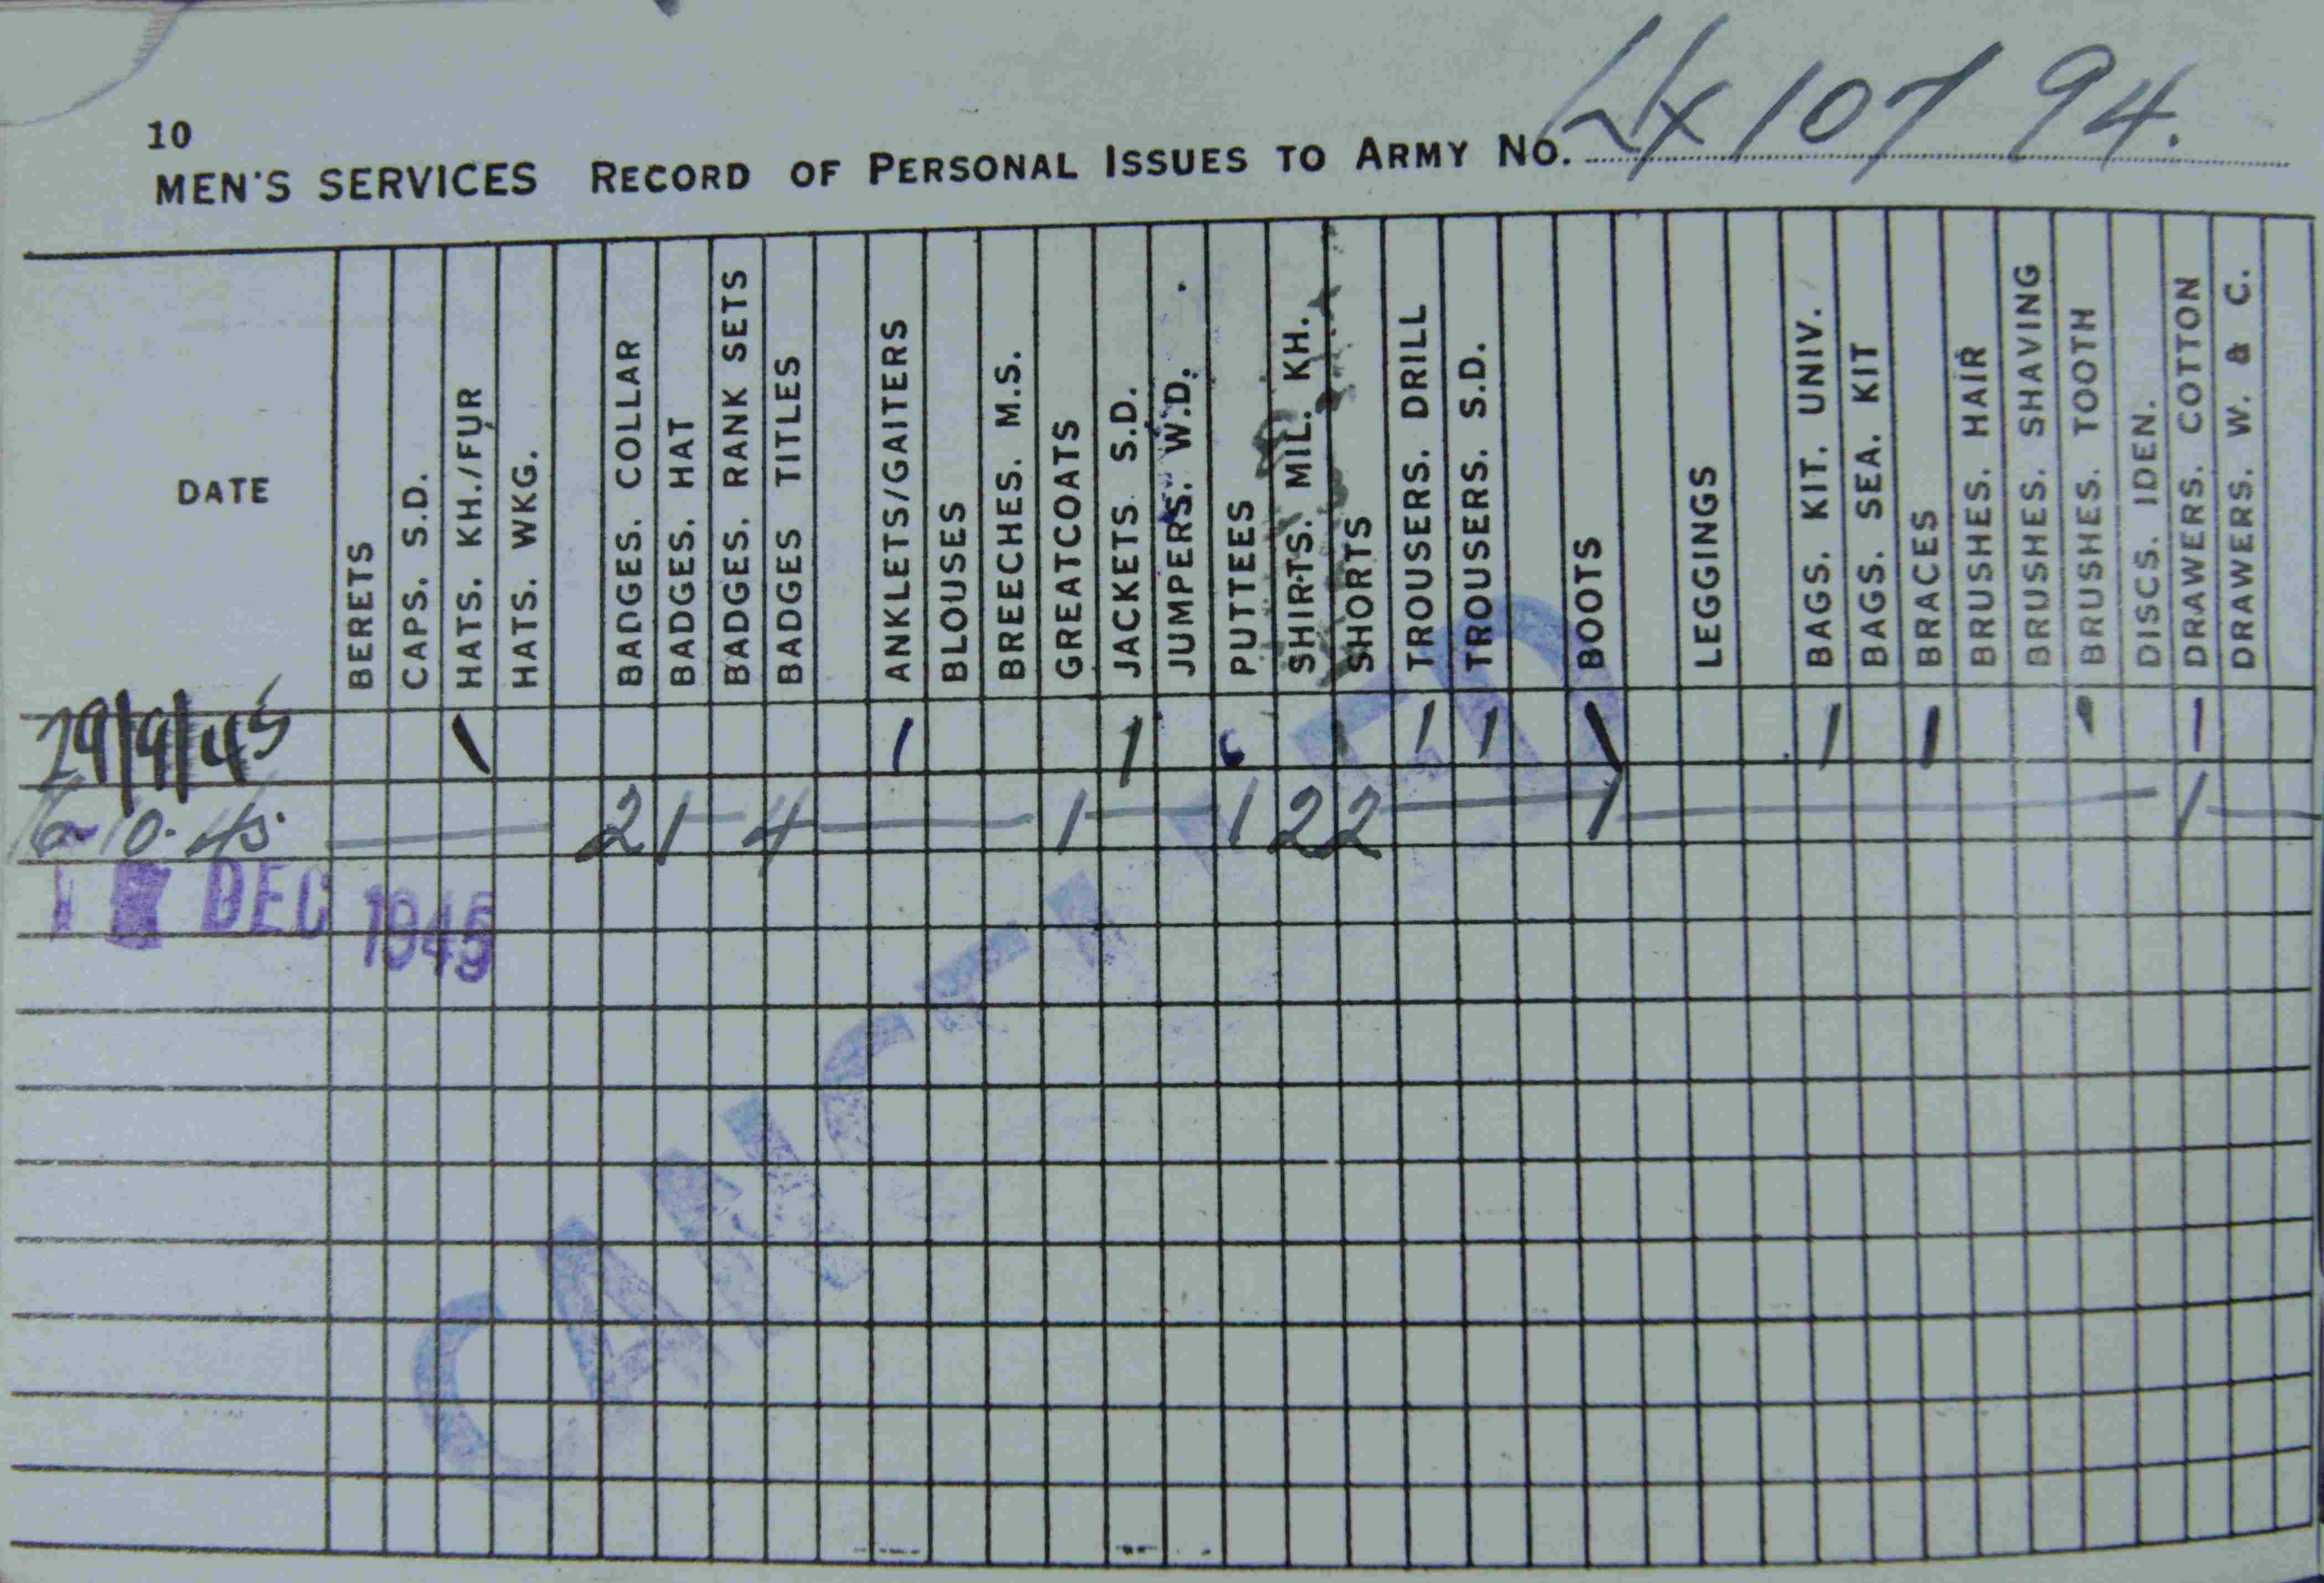 10
MEN'S SERVICES RECORD OF PERSONAL ISSUES TO ARMY NO. 10794.
DATE
BERETS
CAPS. S.D.
HATS. KH./FUR
HATS. WKG.
BADGES. COLLAR
BADGES. HAT
BADGES. RANK SETS
BADGES TITLES
ANKLETS/GAITERS
BLOUSES
BREECHES. M.S.
GREATCOATS
JACKETS. S.D.
JUMPERS. W.D.
PUTTEES
SHIRTS. MIL. KH.
SHORTS
TROUSERS. DRILL
TROUSERS. S.D.
BOOTS
LEGGINGS
BAGS. KIT. UNIV.
BAGS. SEA. KIT
BRACES
BRUSHES. HAIR
BRUSHES. SHAVING
BRUSHES. TOOTH
DISCS. IDEN.
DRAWERS. COTTON
DRAWERS. W. & C.
29/9/45 1 1 1 1 1 1 1 1 1
2 1 — 4 — 1 — 1 2 2 — 1 — 1 —
DEC 1945
CANCELLED